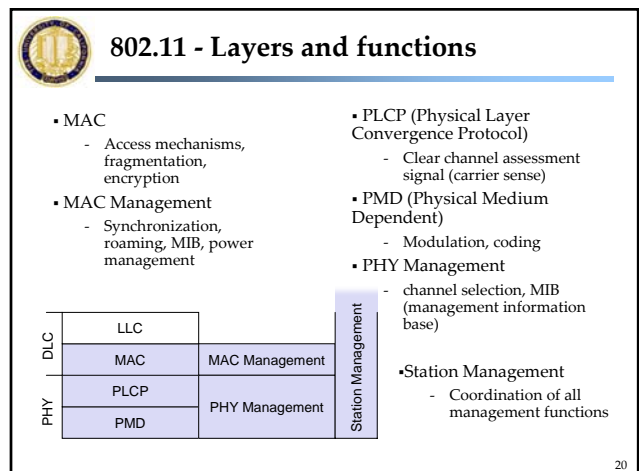 802.11 - Layers and functions
▪ MAC
- Access mechanisms,
fragmentation,
encryption
▪ MAC Management
- Synchronization,
roaming, MIB, power
management
▪ PLCP (Physical Layer
Convergence Protocol)
- Clear channel assessment
signal (carrier sense)
▪ PMD (Physical Medium
Dependent)
- Modulation, coding
▪ PHY Management
- channel selection, MIB
(management information
base)
▪Station Management
- Coordination of all
management functions
DLC
LLC
MAC
MAC Management
PHY
PLCP
PMD
PHY Management
Station Management
20